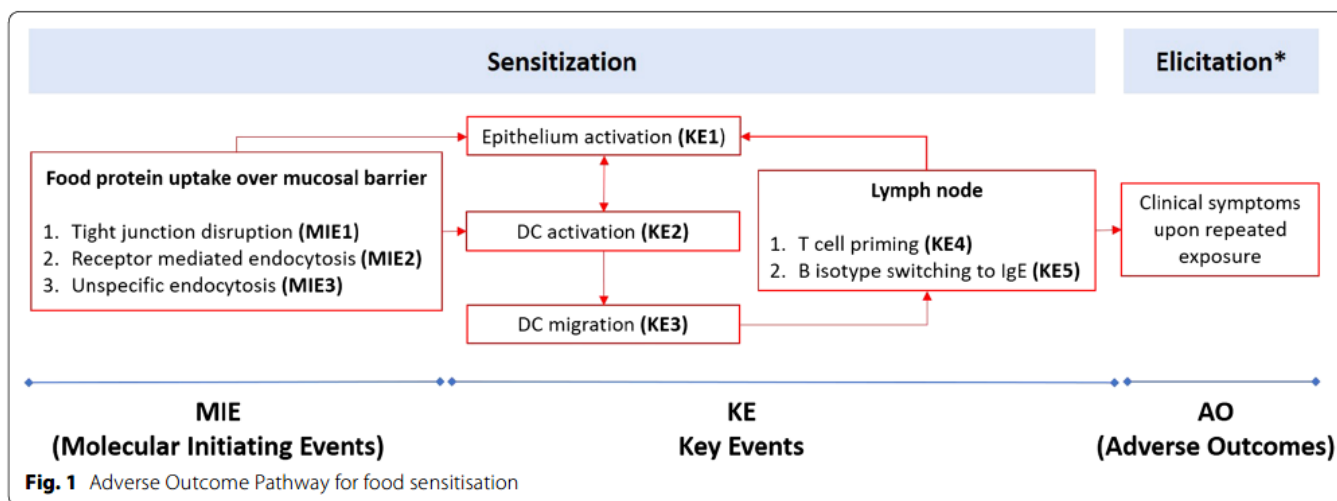 Sensitization
Elicitation*
Epithelium activation (KE1)
Food protein uptake over mucosal barrier
1. Tight junction disruption (MIE1)
2. Receptor mediated endocytosis (MIE2)
3. Unspecific endocytosis (MIE3)
DC activation (KE2)
DC migration (KE3)
Lymph node
1. T cell priming (KE4)
2. B isotype switching to IgE (KE5)
Clinical symptoms
upon repeated
exposure
MIE
(Molecular Initiating Events)
KE
Key Events
AO
(Adverse Outcomes)
Fig. 1 Adverse Outcome Pathway for food sensitisation